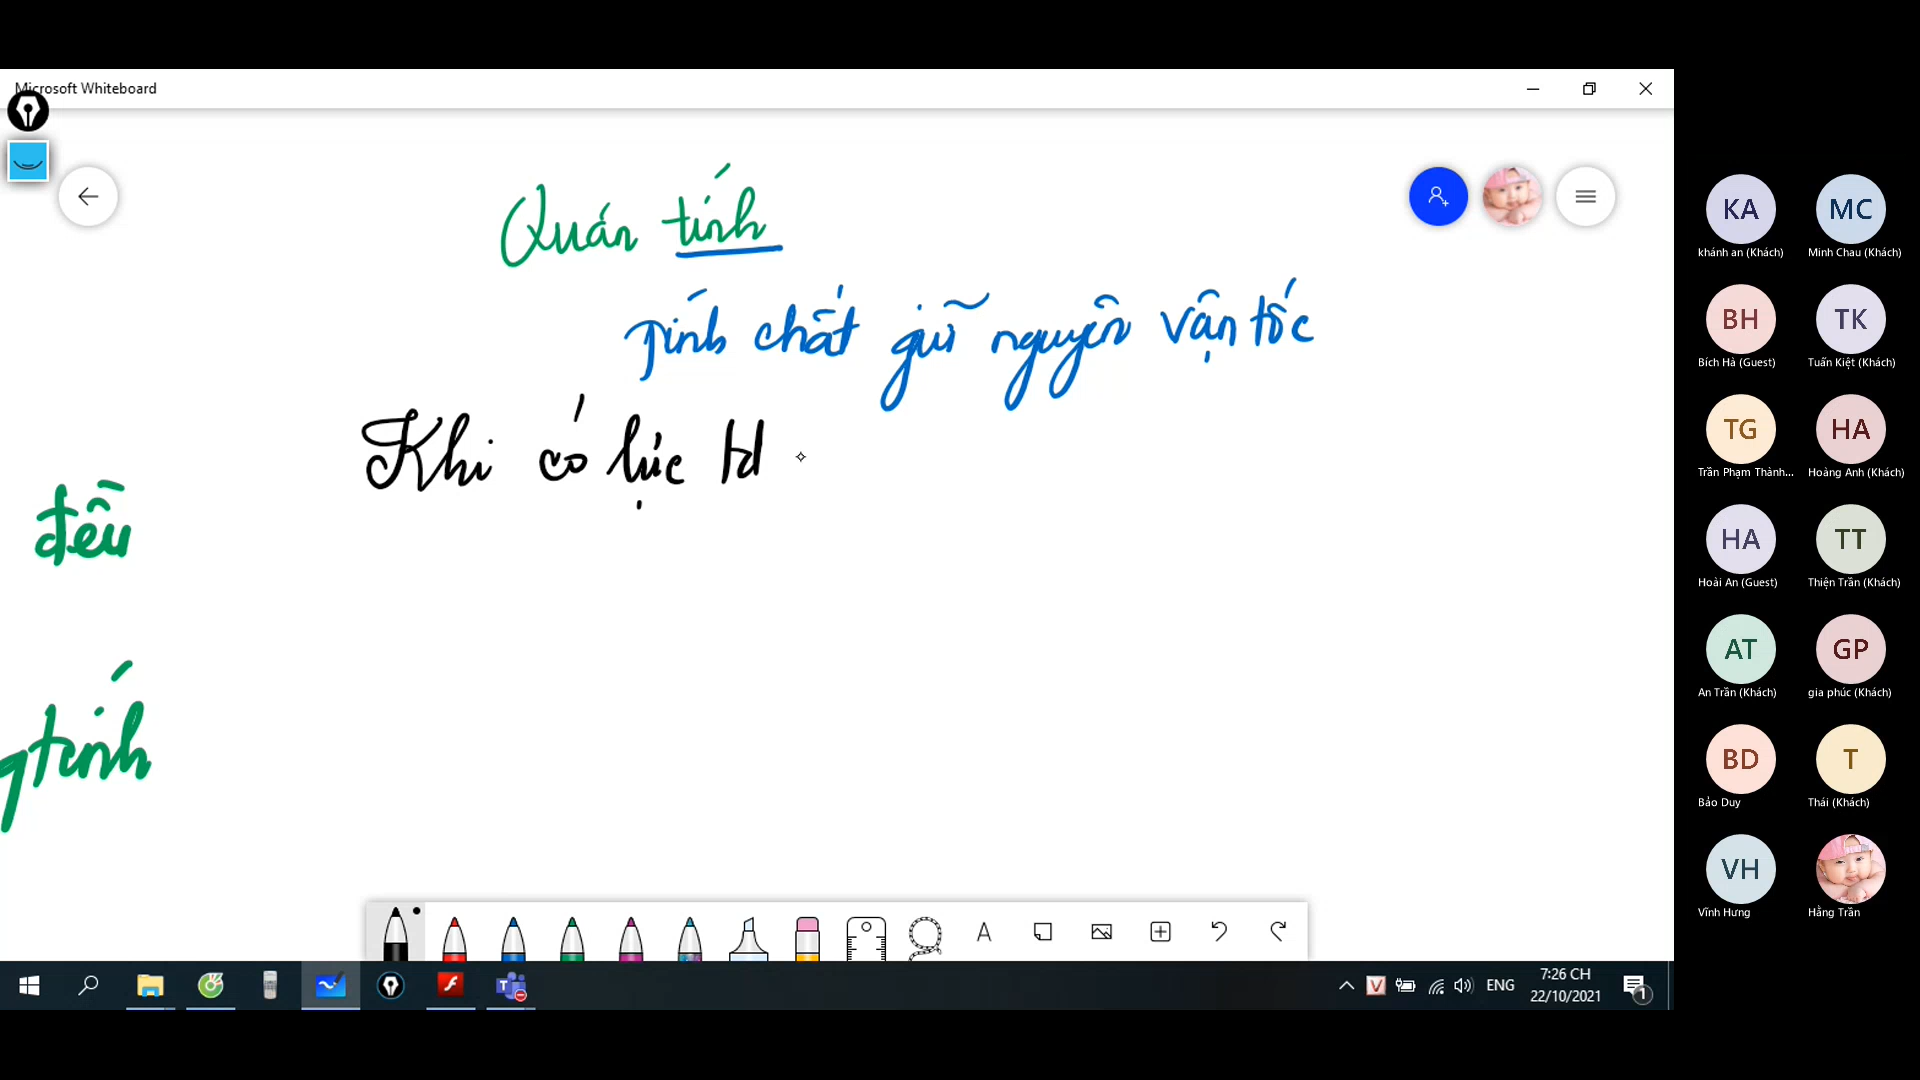 Microsoft Whiteboard
Quán tính
Tính chất giữ nguyên vận tốc
Khi có lực td
đều
qtính
A
ENG
7:26 CH
22/10/2021
1
KA
khánh an (Khách)
MC
Minh Chau (Khách)
BH
Bích Hà (Guest)
TK
Tuấn Kiệt (Khách)
TG
Trần Phạm Thành...
HA
Hoàng Anh (Khách)
HA
Hoài An (Guest)
TT
Thiện Trần (Khách)
AT
An Trần (Khách)
GP
gia phúc (Khách)
BD
Bảo Duy
T
Thái (Khách)
VH
Vĩnh Hưng
Hằng Trần